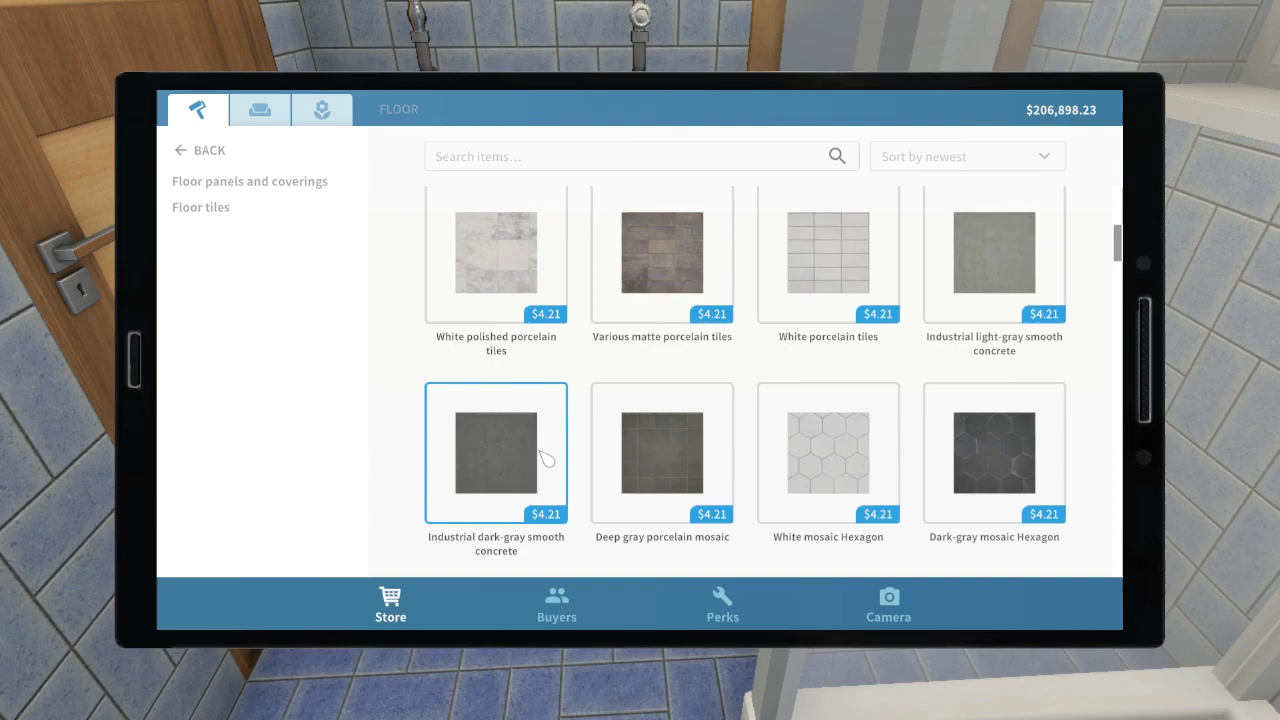 FLOOR
$206,898.23
BACK
Search items...
Sort by newest
Floor panels and coverings
Floor tiles
$4.21
$4.21
$4.21
$4.21
White polished porcelain
tiles
Various matte porcelain tiles
White porcelain tiles
Industrial light-gray smooth
concrete
$4.21
$4.21
$4.21
$4.21
Industrial dark-gray smooth
concrete
Deep gray porcelain mosaic
White mosaic Hexagon
Dark-gray mosaic Hexagon
Store
Buyers
Perks
Camera